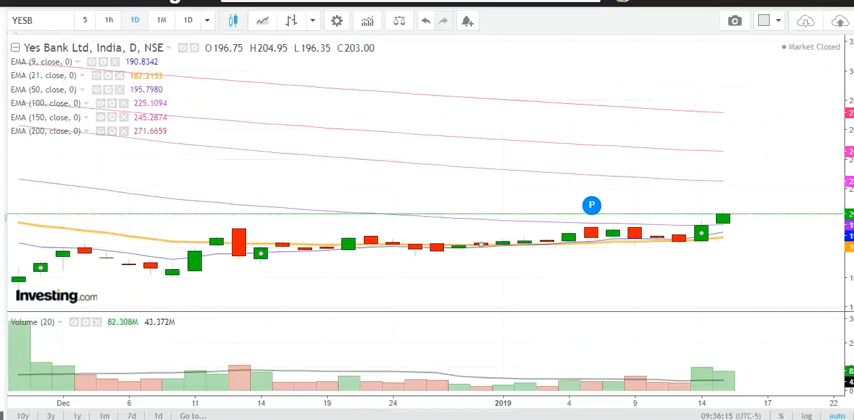 YESB 5 1h 1D 1M 1D
Yes Bank Ltd, India, D, NSE O196.75 H204.95 L196.35 C203.00
Market Closed
EMA (9, close, 0) 190.8342
EMA (21, close, 0) 187.2133
EMA (50, close, 0) 195.7980
EMA (100, close, 0) 225.1094
EMA (150, close, 0) 245.2874
EMA (200, close, 0) 271.6659
P
Investing.com
Volume (20) 82.308M 43.372M
Dec 6 11 14 19 24 2019 4 9 14 17 22
10y 3y 1y 1m 7d 1d Go to... 09:36:15 (UTC-5) % log auto